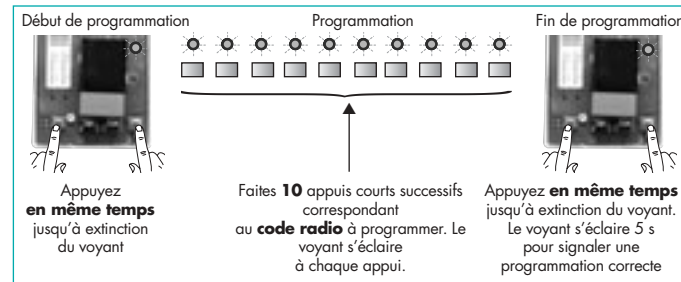 Début de programmation
Programmation
Fin de programmation
Appuyez
en même temps
jusqu'à extinction
du voyant
Faites 10 appuis courts successifs
correspondant
au code radio à programmer. Le
voyant s'éclaire
à chaque appui.
Appuyez en même temps
jusqu'à extinction du voyant.
Le voyant s'éclaire 5 s
pour signaler une
programmation correcte